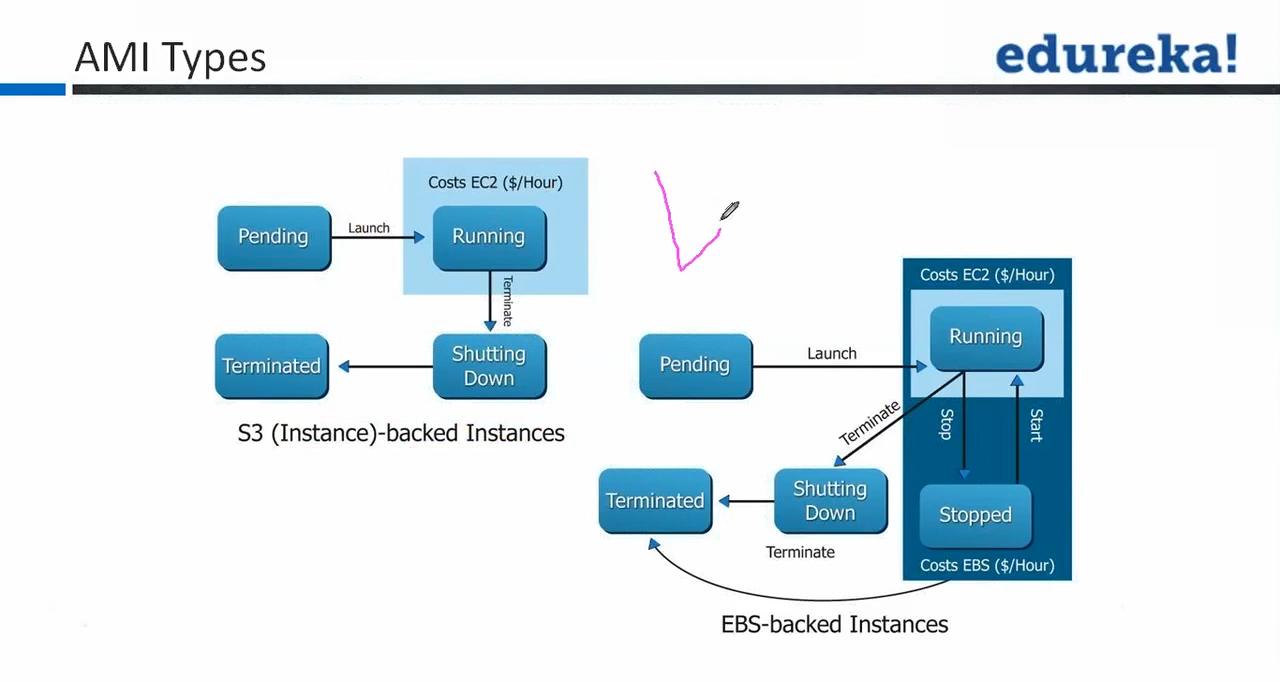 AMI Types
edureka!
Costs EC2 ($/Hour)
Pending
Launch
Running
Terminate
Terminated
Shutting
Down
S3 (Instance)-backed Instances
Costs EC2 ($/Hour)
Running
Pending
Launch
Terminate
Stop
Start
Terminated
Shutting
Down
Stopped
Terminate
Costs EBS ($/Hour)
EBS-backed Instances